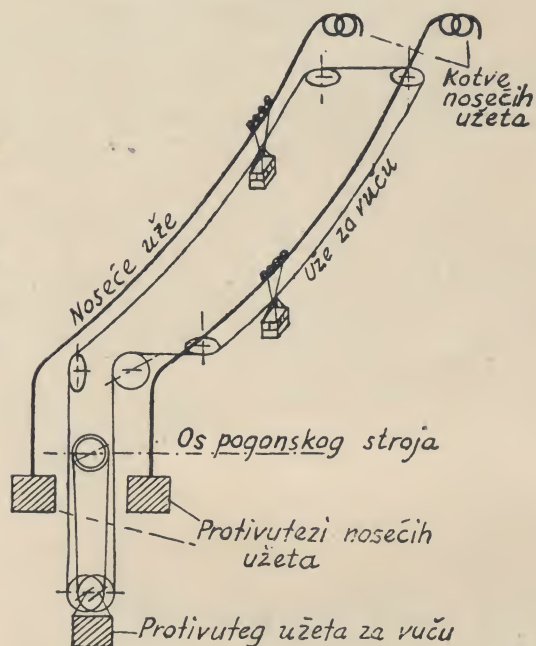 Kotve
nosećih
užeta
Noseće uže
Uže za vuču
Os pogonskog stroja
Protivutezi nosećih
užeta
Protivuteg užeta za vuču